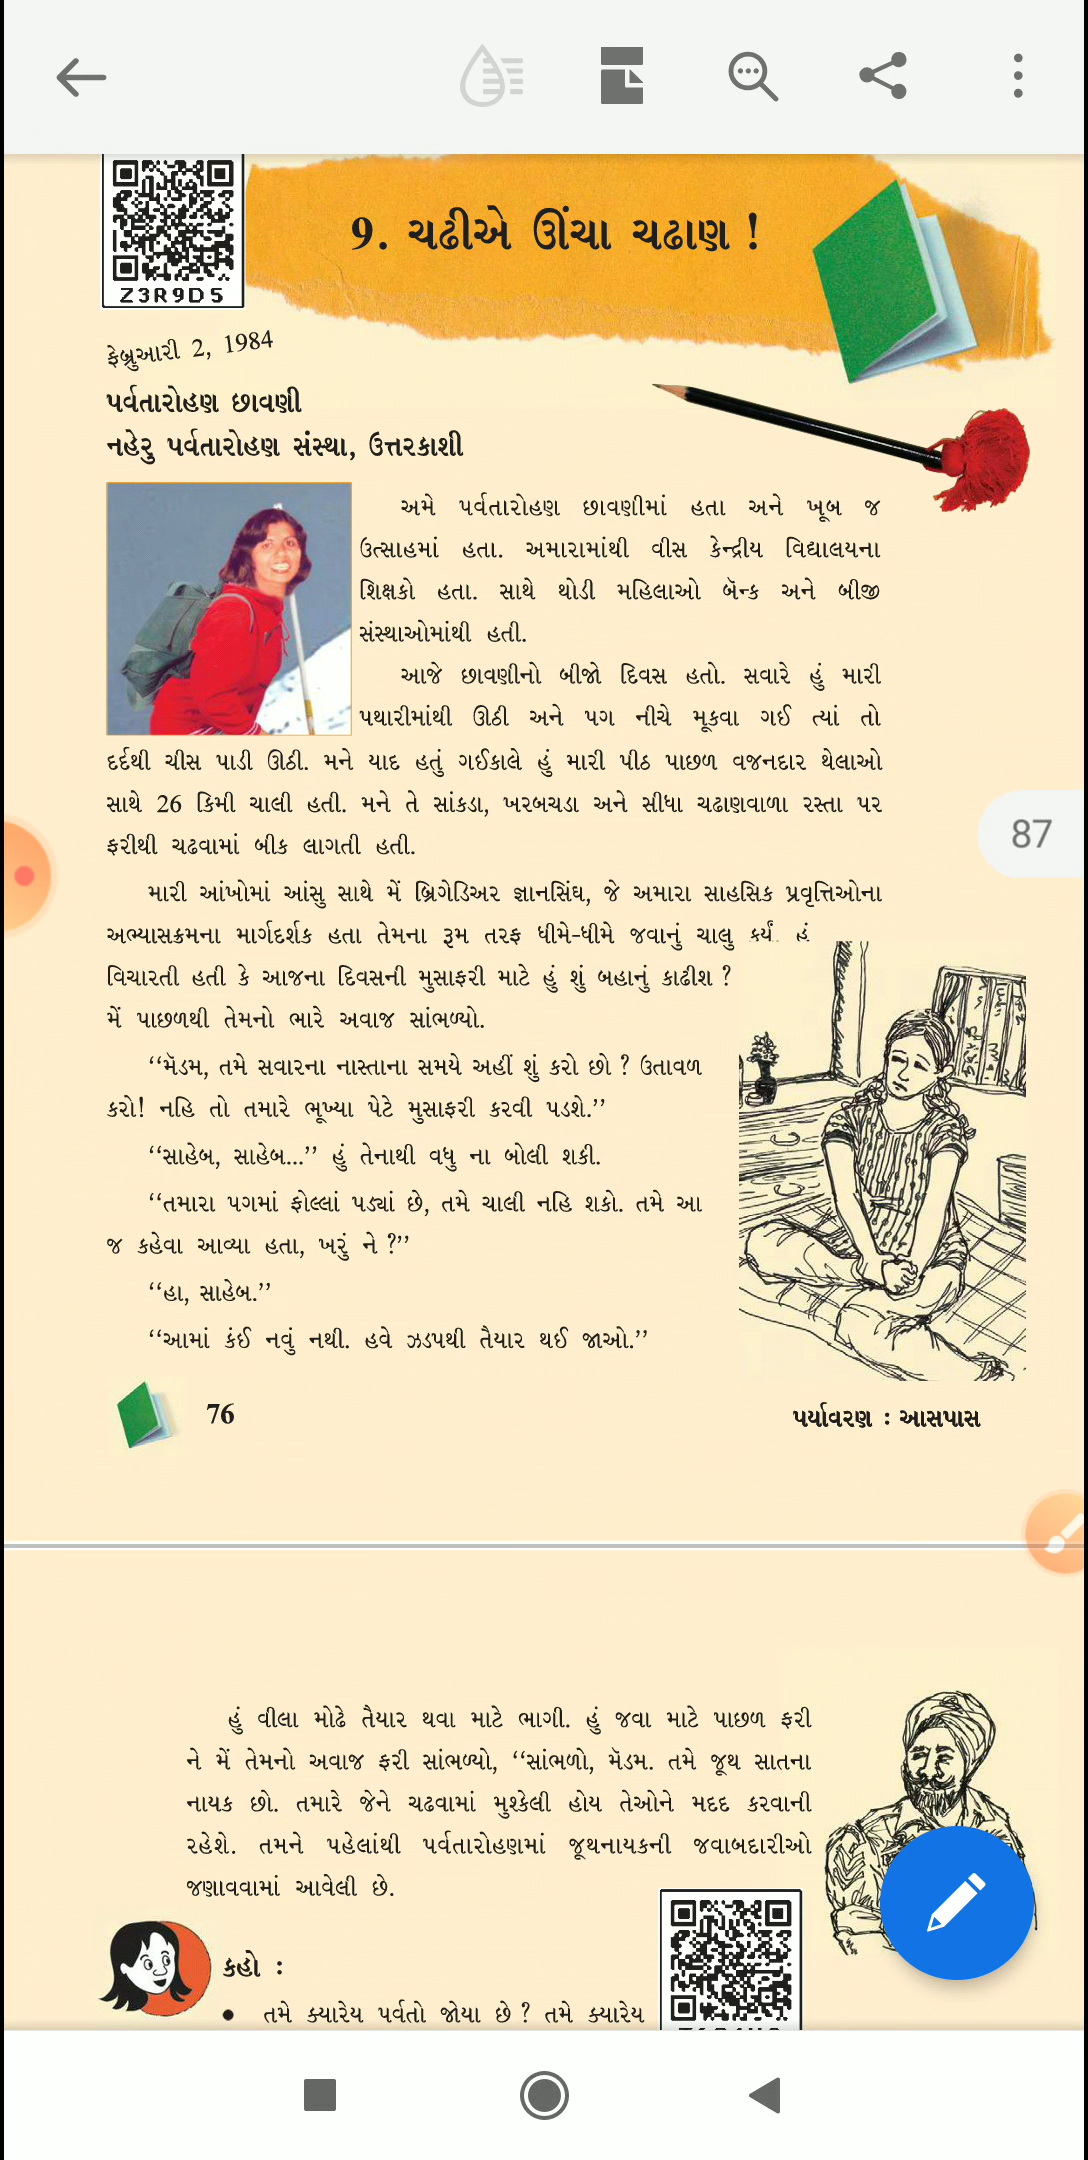 Z3R9D5
9. ચઢીએ ઊંચા ચઢાણ !
ફેબ્રુઆરી 2, 1984
પર્વતારોહણ છાવણી
નહેરુ પર્વતારોહણ સંસ્થા, ઉત્તરકાશી
અમે પર્વતારોહણ છાવણીમાં હતા અને ખૂબ જ
ઉત્સાહમાં હતા. અમારામાંથી વીસ કેન્દ્રીય વિદ્યાલયના
શિક્ષકો હતા. સાથે થોડી મહિલાઓ બૅન્ક અને બીજી
સંસ્થાઓમાંથી હતી.
આજે છાવણીનો બીજો દિવસ હતો. સવારે હું મારી
પથારીમાંથી ઊઠી અને પગ નીચે મૂકવા ગઈ ત્યાં તો
દર્દથી ચીસ પાડી ઊઠી. મને યાદ હતું ગઈકાલે હું મારી પીઠ પાછળ વજનદાર થેલાઓ
સાથે 26 કિમી ચાલી હતી. મને તે સાંકડા, ખરબચડા અને સીધા ચઢાણવાળા રસ્તા પર
ફરીથી ચઢવામાં બીક લાગતી હતી.
87
મારી આંખોમાં આંસુ સાથે મેં બ્રિગેડિઅર જ્ઞાનસિંઘ, જે અમારા સાહસિક પ્રવૃત્તિઓના
અભ્યાસક્રમના માર્ગદર્શક હતા તેમના રૂમ તરફ ધીમે-ધીમે જવાનું ચાલુ કર્યું. હું
વિચારતી હતી કે આજના દિવસની મુસાફરી માટે હું શું બહાનું કાઢીશ ?
મેં પાછળથી તેમનો ભારે અવાજ સાંભળ્યો.
‘‘મૅડમ, તમે સવારના નાસ્તાના સમયે અહીં શું કરો છો ? ઉતાવળ
કરો! નહિ તો તમારે ભૂખ્યા પેટે મુસાફરી કરવી પડશે.’’
‘‘સાહેબ, સાહેબ...’’ હું તેનાથી વધુ ના બોલી શકી.
‘‘તમારા પગમાં ફોલ્લાં પડ્યાં છે, તમે ચાલી નહિ શકો. તમે આ
જ કહેવા આવ્યા હતા, ખરું ને ?’’
‘‘હા, સાહેબ.’’
‘‘આમાં કંઈ નવું નથી. હવે ઝડપથી તૈયાર થઈ જાઓ.’’
76
પર્યાવરણ : આસપાસ
હું વીલા મોઢે તૈયાર થવા માટે ભાગી. હું જવા માટે પાછળ ફરી
ને મેં તેમનો અવાજ ફરી સાંભળ્યો, ‘‘સાંભળો, મૅડમ. તમે જૂથ સાતના
નાયક છો. તમારે જેને ચઢવામાં મુશ્કેલી હોય તેઓને મદદ કરવાની
રહેશે. તમને પહેલાંથી પર્વતારોહણમાં જૂથનાયકની જવાબદારીઓ
જણાવવામાં આવેલી છે.
કહો :
• તમે ક્યારેય પર્વતો જોયા છે ? તમે ક્યારેય